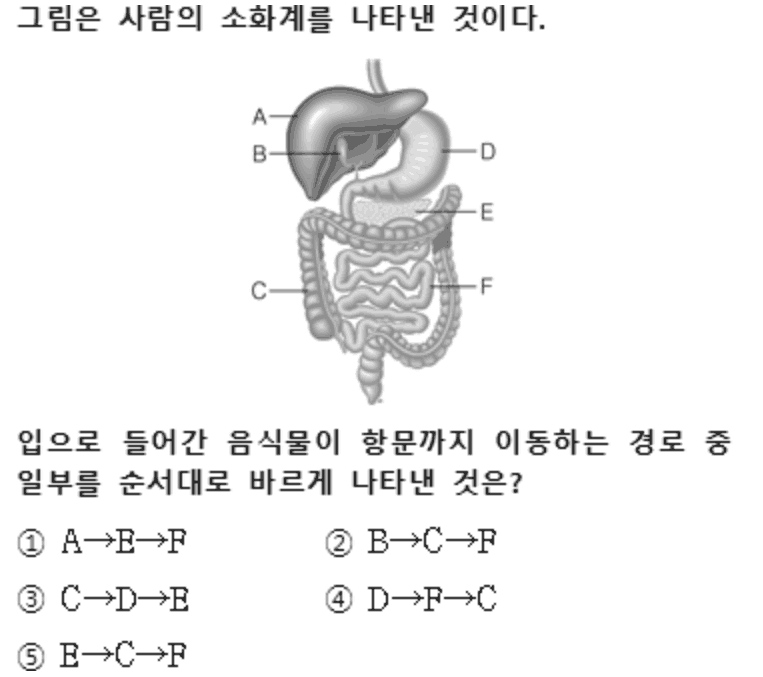 그림은 사람의 소화계를 나타낸 것이다.
A
B
D
E
C
F
입으로 들어간 음식물이 항문까지 이동하는 경로 중
일부를 순서대로 바르게 나타낸 것은?
① A→E→F ② B→C→F
③ C→D→E ④ D→F→C
⑤ E→C→F